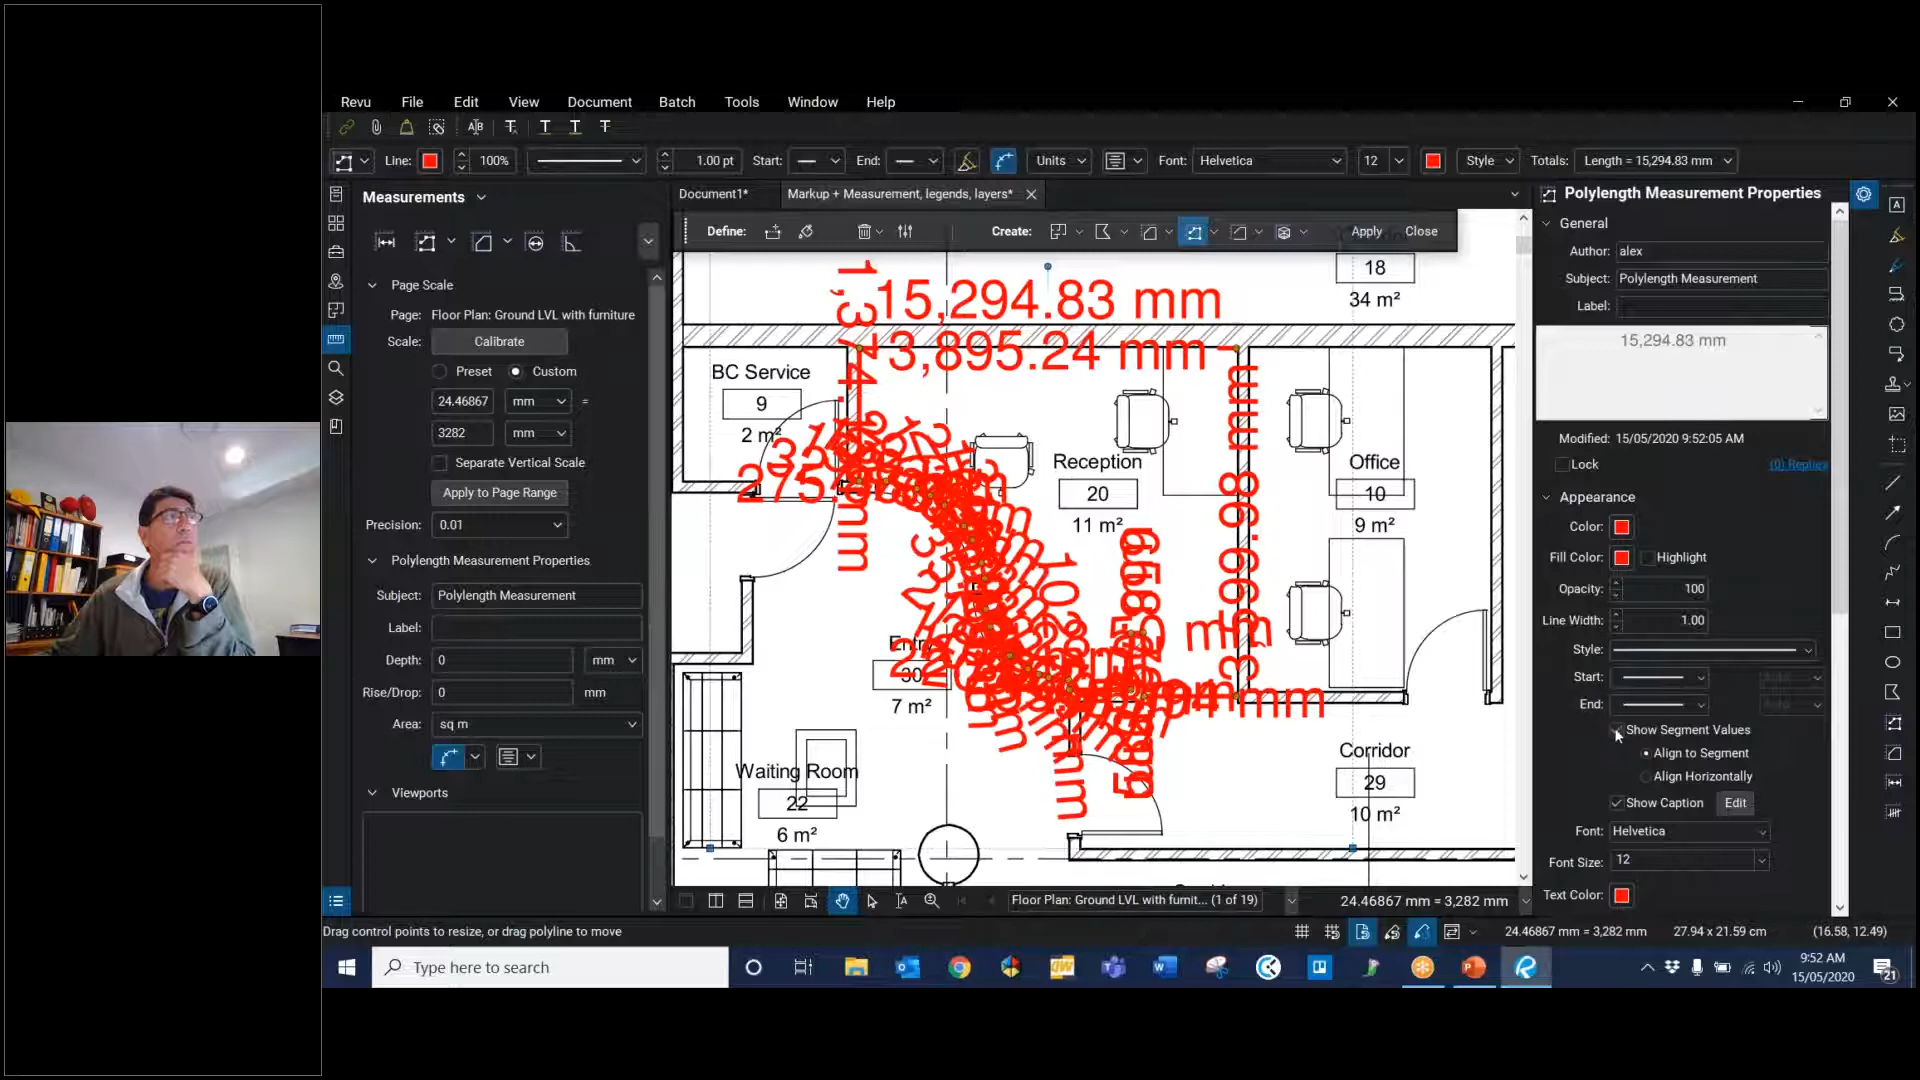 Revu File Edit View Document Batch Tools Window Help
Line: 100% 1.00 pt Start: End: Units Font: Helvetica 12 Style Totals: Length = 15,294.83 mm
Measurements
Document1*
Markup + Measurement, legends, layers*
Polylength Measurement Properties
Define:
Create:
Apply
Close
General
Author: alex
Subject: Polylength Measurement
Label:
15,294.83 mm
Modified: 15/05/2020 9:52:05 AM
Lock
(0) Replies
Appearance
Color:
Fill Color:
Highlight
Opacity: 100
Line Width: 1.00
Style:
Start:
End:
Show Segment Values
Align to Segment
Align Horizontally
Show Caption
Edit
Font: Helvetica
Font Size: 12
Text Color:
Page Scale
Page: Floor Plan: Ground LVL with furniture
Scale: Calibrate
Preset
Custom
24.46867 mm =
3282 mm
Separate Vertical Scale
Apply to Page Range
Precision: 0.01
Polylength Measurement Properties
Subject: Polylength Measurement
Label:
Depth: 0 mm
Rise/Drop: 0 mm
Area: sq m
Viewports
18
34 m²
15,294.83 mm
3,895.24 mm
BC Service
9
2 m²
Reception
20
11 m²
Office
10
9 m²
30
7 m²
Waiting Room
22
6 m²
Corridor
29
10 m²
Floor Plan: Ground LVL with furnit... (1 of 19)
24.46867 mm = 3,282 mm
Drag control points to resize, or drag polyline to move
24.46867 mm = 3,282 mm
27.94 x 21.59 cm
(16.58, 12.49)
Type here to search
9:52 AM
15/05/2020
21